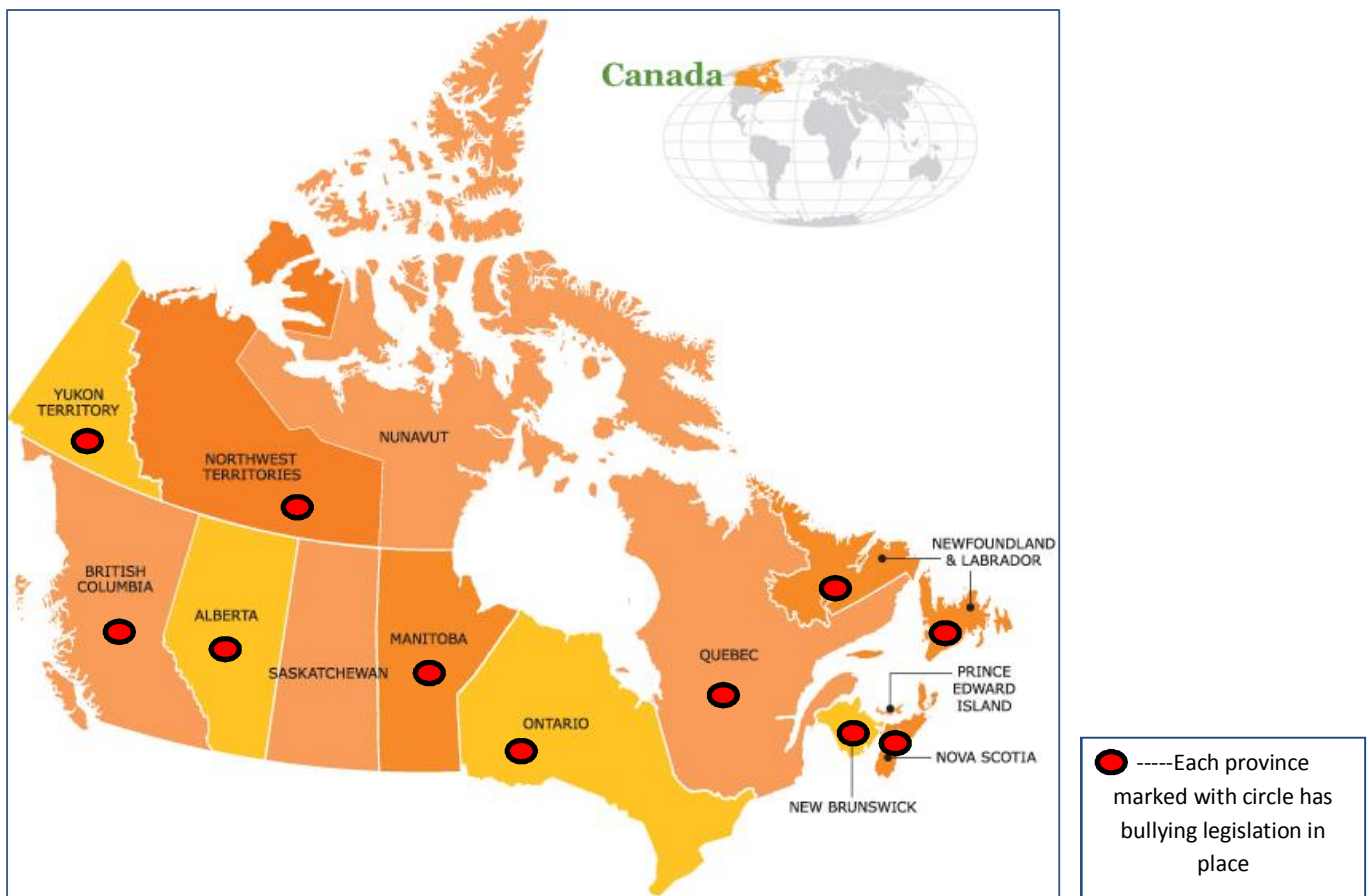 Canada
YUKON
TERRITORY
NORTHWEST
TERRITORIES
NUNAVUT
BRITISH
COLUMBIA
ALBERTA
SASKATCHEWAN
MANITOBA
ONTARIO
QUEBEC
NEWFOUNDLAND
& LABRADOR
PRINCE
EDWARD
ISLAND
NOVA SCOTIA
NEW BRUNSWICK
-----Each province
marked with circle has
bullying legislation in
place